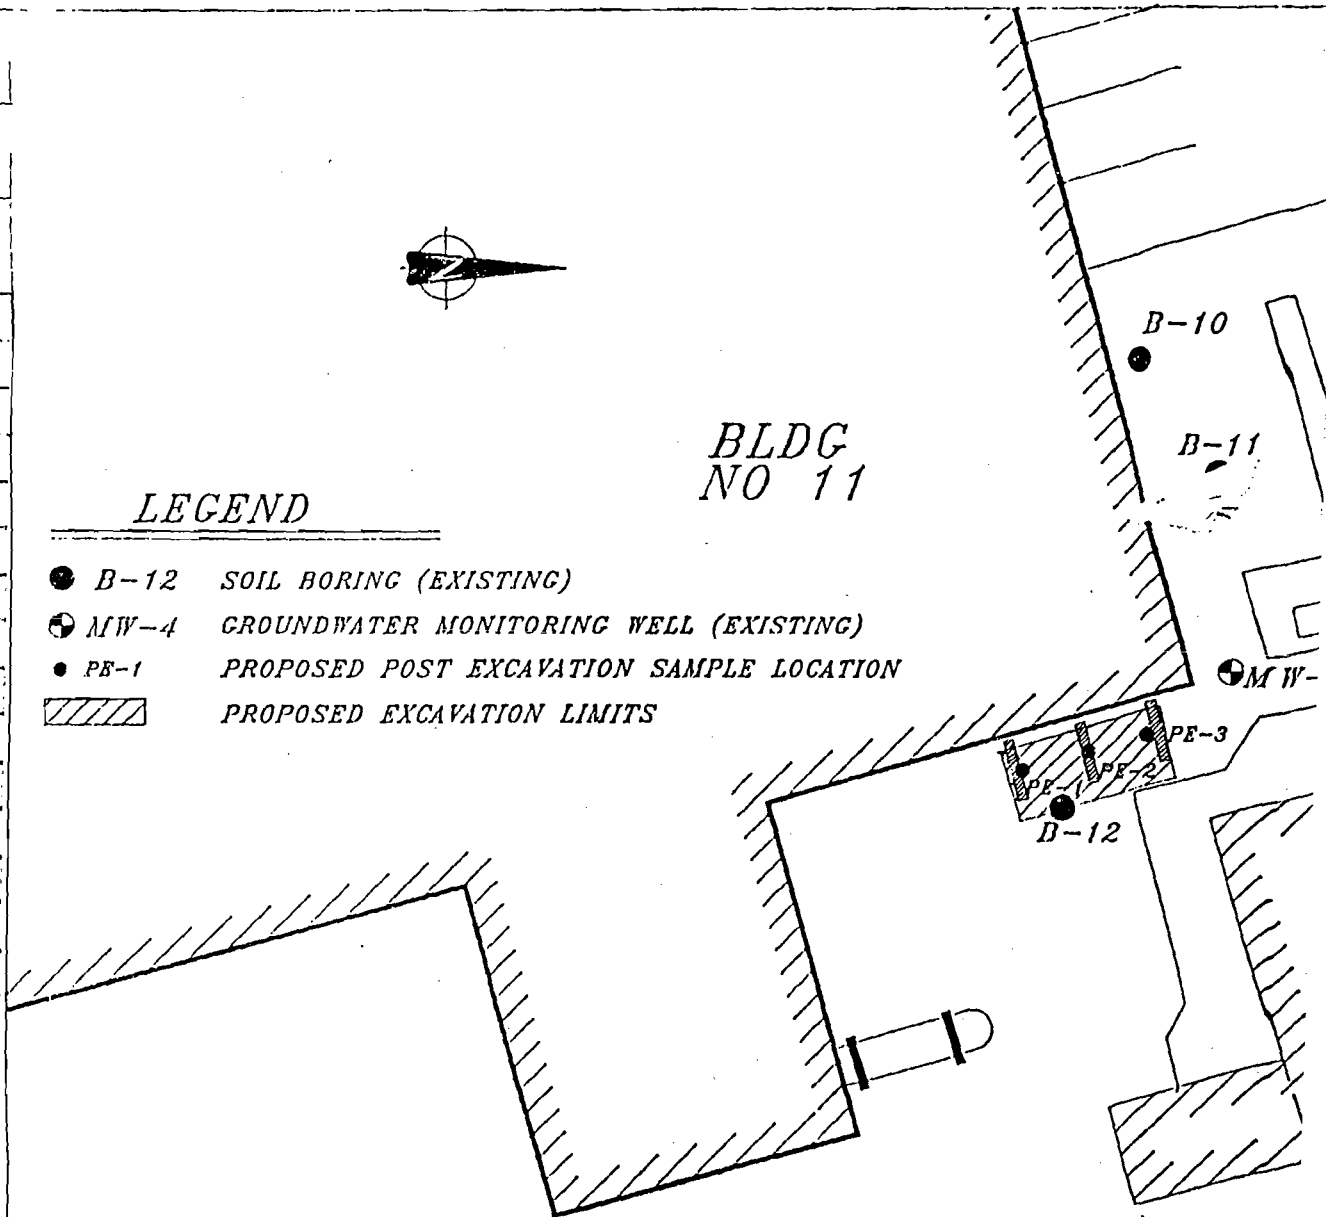 N
B-10
B-11
BLDG
NO 11
LEGEND
B-12 SOIL BORING (EXISTING)
MW-4 GROUNDWATER MONITORING WELL (EXISTING)
PE-1 PROPOSED POST EXCAVATION SAMPLE LOCATION
PROPOSED EXCAVATION LIMITS
MW-
PE-3
PE-2
PE-1
B-12